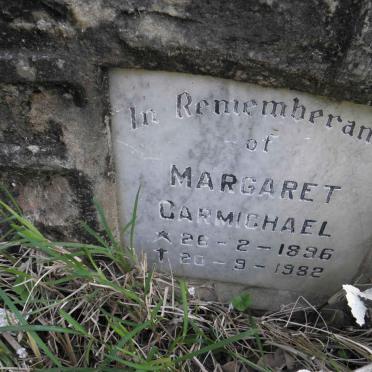 In Remembran
of
MARGARET
CARMICHAEL
⚹ 26-2-1896
† 20-9-1982